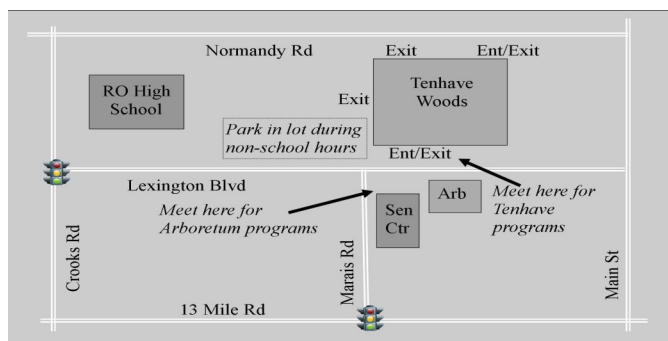 Normandy Rd
Exit
Ent/Exit
RO High
School
Exit
Tenhave
Woods
Park in lot during
non-school hours
Ent/Exit
Lexington Blvd
Meet here for
Arboretum programs
Sen
Ctr
Arb
Meet here for
Tenhave
programs
Crooks Rd
Marais Rd
Main St
13 Mile Rd